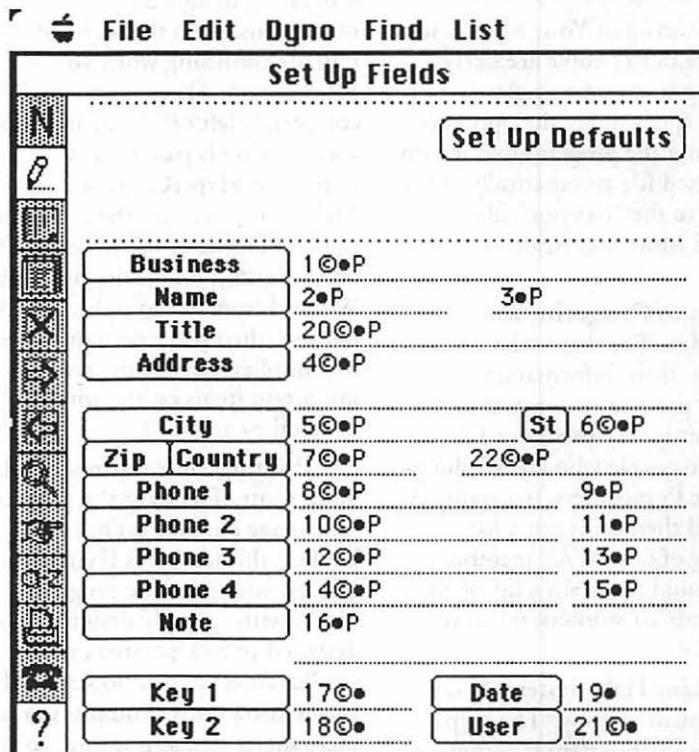 File Edit Dyno Find List
Set Up Fields
N
Set Up Defaults
Business 1©●P
Name 2●P 3●P
Title 20©●P
Address 4©●P
City 5©●P St 6©●P
Zip Country 7©●P 22©●P
Phone 1 8©●P 9●P
Phone 2 10©●P 11●P
Phone 3 12©●P 13●P
Phone 4 14©●P 15●P
Note 16●P
Key 1 17©● Date 19●
Key 2 18©● User 21©●
?